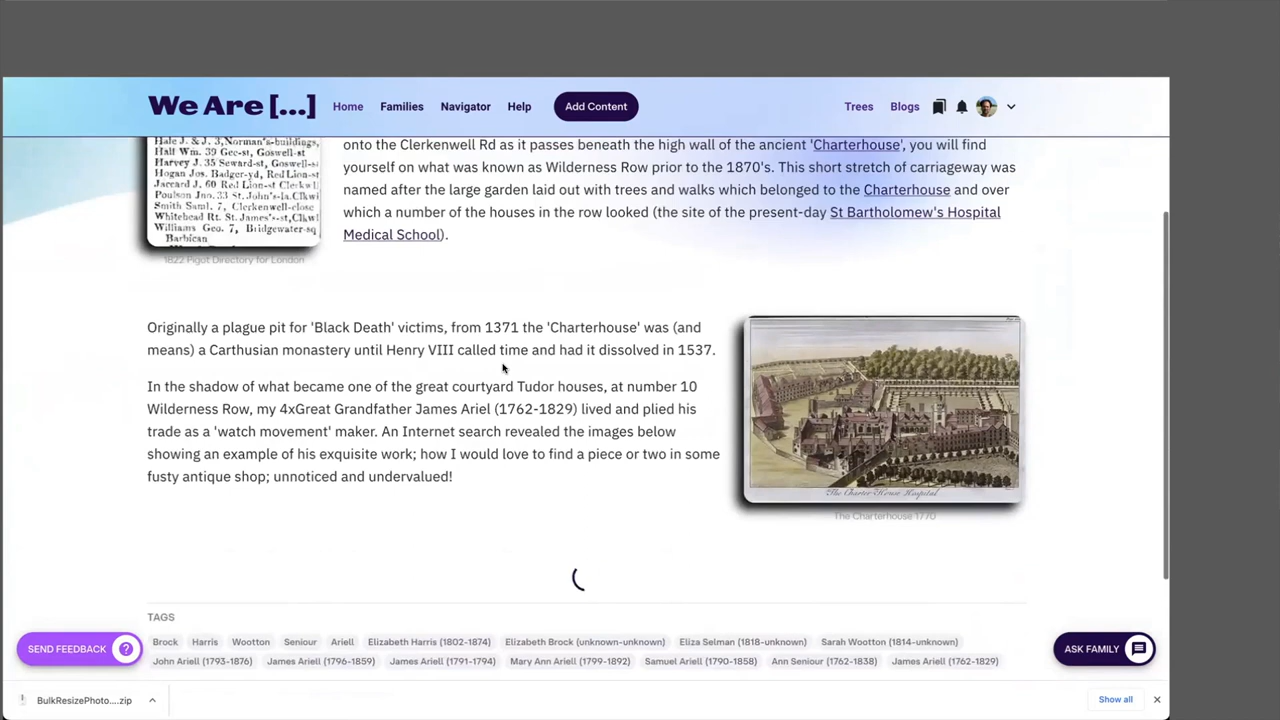 We Are [...]
Home
Families
Navigator
Help
Add Content
Trees
Blogs
Hale J. & J. 3, Norman's-buildings,
Half Wm. 39 Gee-st, Goswell-st
Harvey J. 35 Seward-st, Goswell-s
Hogan Jos. Badger-yd, Red Lion-st
Jaccard J. 60 Red Lion-st Clerkwl
Poulson Jno. 33 St. John's-la. Clkwl
Smith Saml. 7, Clerkenwell-close
Whitehead Rt. St. James's-st, Clkwl
Williams Geo. 7, Bridgewater-sq
Barbican
1822 Pigot Directory for London
onto the Clerkenwell Rd as it passes beneath the high wall of the ancient 'Charterhouse', you will find
yourself on what was known as Wilderness Row prior to the 1870's. This short stretch of carriageway was
named after the large garden laid out with trees and walks which belonged to the Charterhouse and over
which a number of the houses in the row looked (the site of the present-day St Bartholomew's Hospital
Medical School).
Originally a plague pit for 'Black Death' victims, from 1371 the 'Charterhouse' was (and
means) a Carthusian monastery until Henry VIII called time and had it dissolved in 1537.
In the shadow of what became one of the great courtyard Tudor houses, at number 10
Wilderness Row, my 4xGreat Grandfather James Ariel (1762-1829) lived and plied his
trade as a 'watch movement' maker. An Internet search revealed the images below
showing an example of his exquisite work; how I would love to find a piece or two in some
fusty antique shop; unnoticed and undervalued!
The Charter House Hospital
The Charterhouse 1770
TAGS
Brock Harris Wootton Seniour Ariell Elizabeth Harris (1802-1874) Elizabeth Brock (unknown-unknown) Eliza Selman (1818-unknown) Sarah Wootton (1814-unknown)
John Ariell (1793-1876) James Ariell (1796-1859) James Ariell (1791-1794) Mary Ann Ariell (1799-1892) Samuel Ariell (1790-1858) Ann Seniour (1762-1838) James Ariell (1762-1829)
SEND FEEDBACK ?
ASK FAMILY
BulkResizePhoto....zip
Show all